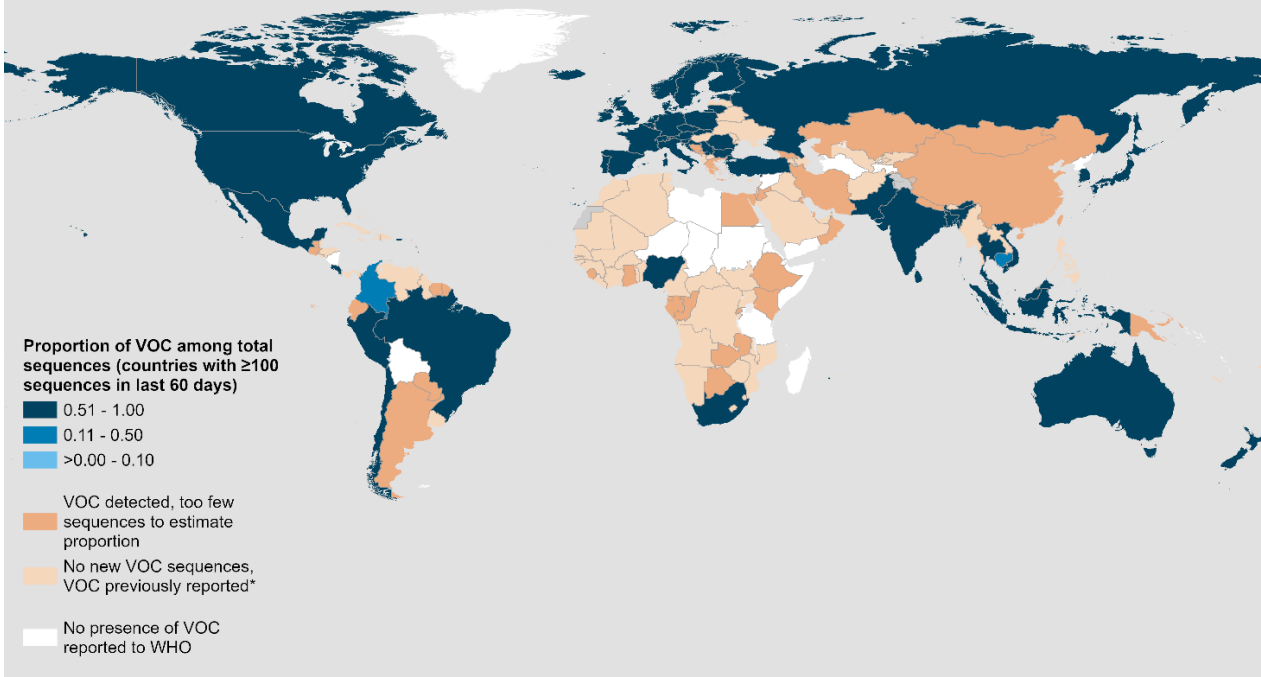 Proportion of VOC among total
sequences (countries with ≥100
sequences in last 60 days)
0.51 - 1.00
0.11 - 0.50
>0.00 - 0.10
VOC detected, too few
sequences to estimate
proportion
No new VOC sequences,
VOC previously reported*
No presence of VOC
reported to WHO